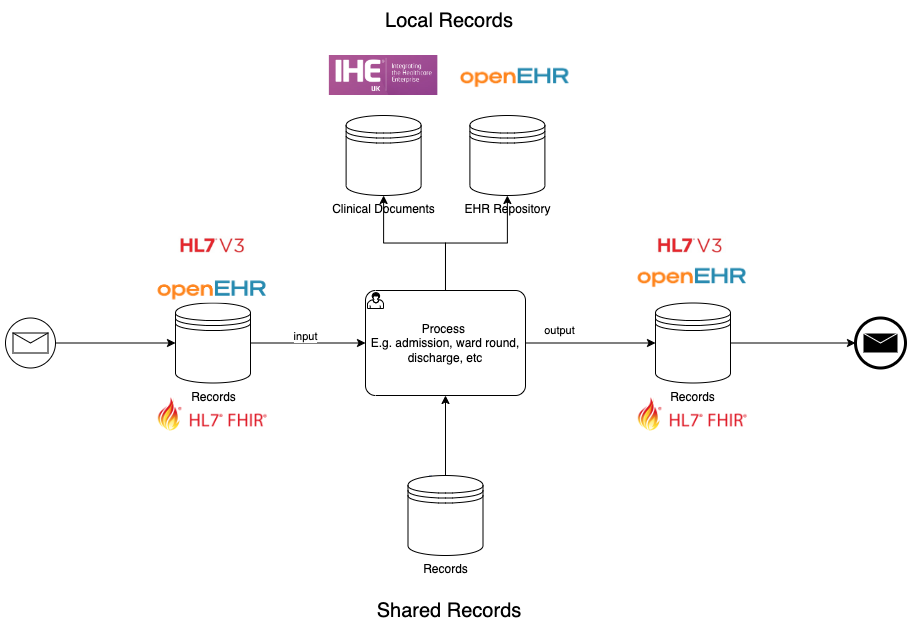 Local Records
IHE
Integrating
the Healthcare
Enterprise
UK
openEHR
Clinical Documents
EHR Repository
HL7 V3
openEHR
HL7 V3
openEHR
Process
E.g. admission, ward round,
discharge, etc
input
output
Records
HL7® FHIR®
Records
HL7® FHIR®
Records
Shared Records